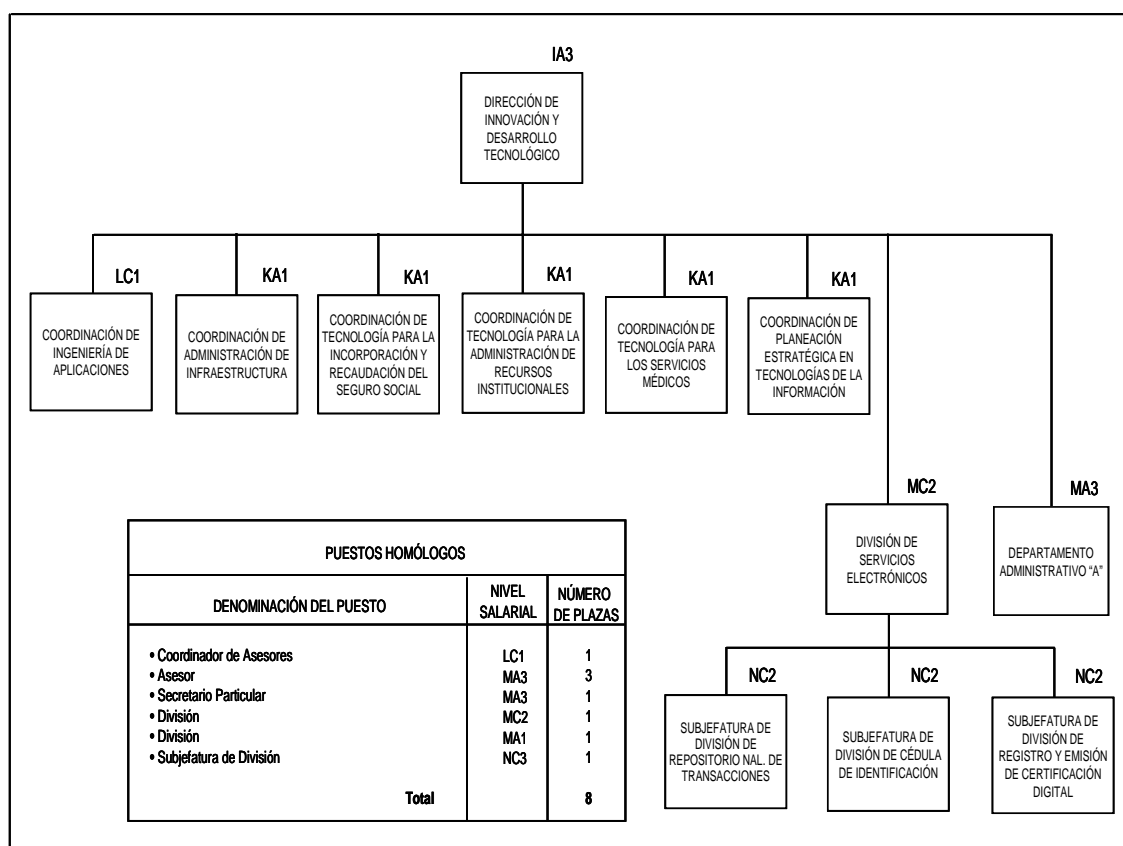 IA3
DIRECCIÓN DE
INNOVACIÓN Y
DESARROLLO
TECNOLÓGICO
LC1
COORDINACIÓN DE
INGENIERÍA DE
APLICACIONES
KA1
COORDINACIÓN DE
ADMINISTRACIÓN DE
INFRAESTRUCTURA
KA1
COORDINACIÓN DE
TECNOLOGÍA PARA LA
INCORPORACIÓN Y
RECAUDACIÓN DEL
SEGURO SOCIAL
KA1
COORDINACIÓN DE
TECNOLOGÍA PARA LA
ADMINISTRACIÓN DE
RECURSOS
INSTITUCIONALES
KA1
COORDINACIÓN DE
TECNOLOGÍA PARA
LOS SERVICIOS
MÉDICOS
KA1
COORDINACIÓN DE
PLANEACIÓN
ESTRATÉGICA EN
TECNOLOGÍAS DE LA
INFORMACIÓN
MC2
DIVISIÓN DE
SERVICIOS
ELECTRÓNICOS
MA3
DEPARTAMENTO
ADMINISTRATIVO "A"
NC2
SUBJEFATURA DE
DIVISIÓN DE
REPOSITORIO NAL. DE
TRANSACCIONES
NC2
SUBJEFATURA DE
DIVISIÓN DE CÉDULA
DE IDENTIFICACIÓN
NC2
SUBJEFATURA DE
DIVISIÓN DE
REGISTRO Y EMISIÓN
DE CERTIFICACIÓN
DIGITAL
PUESTOS HOMÓLOGOS
DENOMINACIÓN DEL PUESTO
NIVEL
SALARIAL
NÚMERO
DE PLAZAS
• Coordinador de Asesores LC1 1
• Asesor MA3 3
• Secretario Particular MA3 1
• División MC2 1
• División MA1 1
• Subjefatura de División NC3 1
Total 8